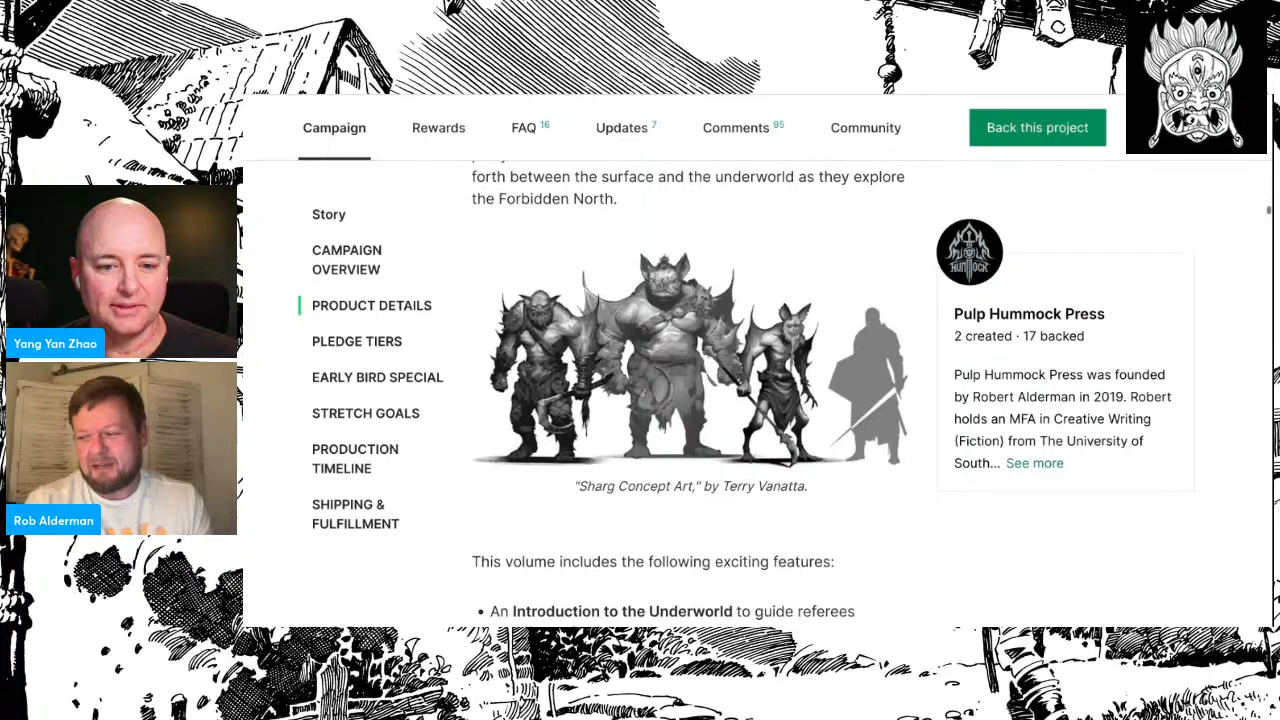 Campaign
Rewards
FAQ 16
Updates 7
Comments 95
Community
Back this project
forth between the surface and the underworld as they explore
the Forbidden North.
Story
CAMPAIGN
OVERVIEW
PRODUCT DETAILS
PLEDGE TIERS
EARLY BIRD SPECIAL
STRETCH GOALS
PRODUCTION
TIMELINE
SHIPPING &
FULFILLMENT
"Sharg Concept Art," by Terry Vanatta.
This volume includes the following exciting features:
• An Introduction to the Underworld to guide referees
HUMMOCK
Pulp Hummock Press
2 created · 17 backed
Pulp Hummock Press was founded
by Robert Alderman in 2019. Robert
holds an MFA in Creative Writing
(Fiction) from The University of
South... See more
Yang Yan Zhao
Rob Alderman